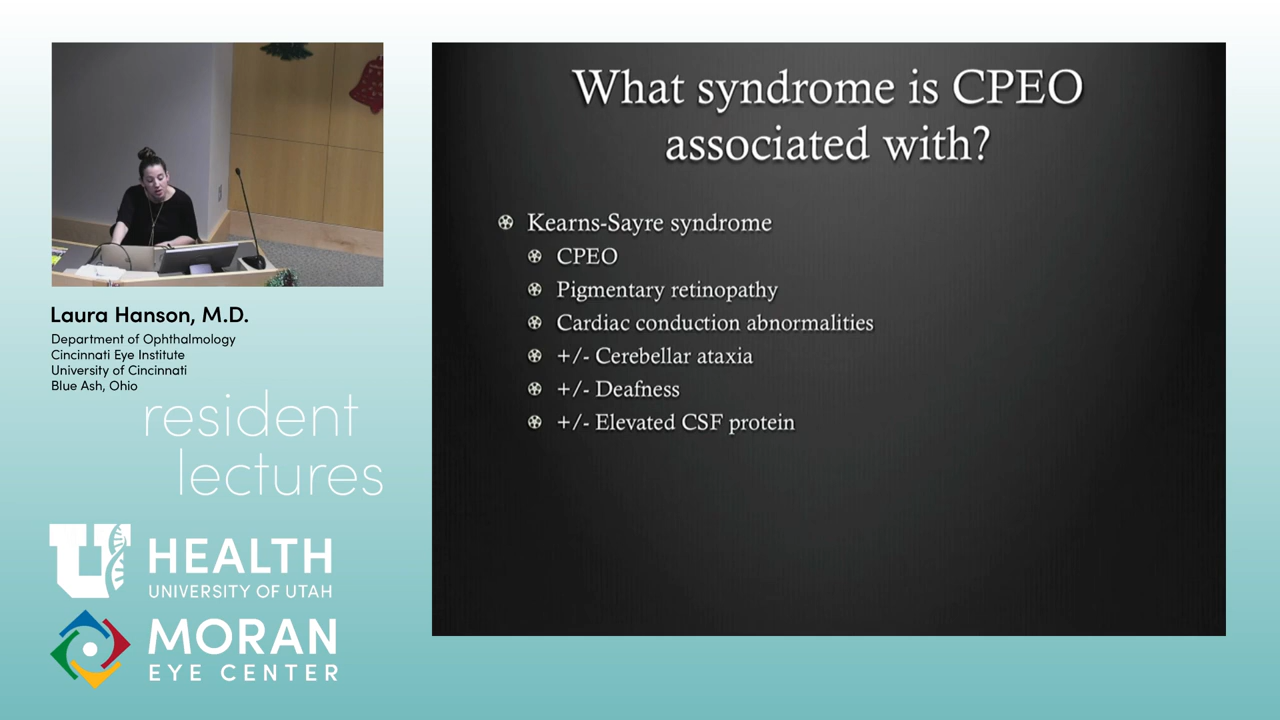 What syndrome is CPEO
associated with?
Kearns-Sayre syndrome
CPEO
Pigmentary retinopathy
Cardiac conduction abnormalities
+/- Cerebellar ataxia
+/- Deafness
+/- Elevated CSF protein
Laura Hanson, M.D.
Department of Ophthalmology
Cincinnati Eye Institute
University of Cincinnati
Blue Ash, Ohio
resident
lectures
U HEALTH
UNIVERSITY OF UTAH
MORAN
EYE CENTER